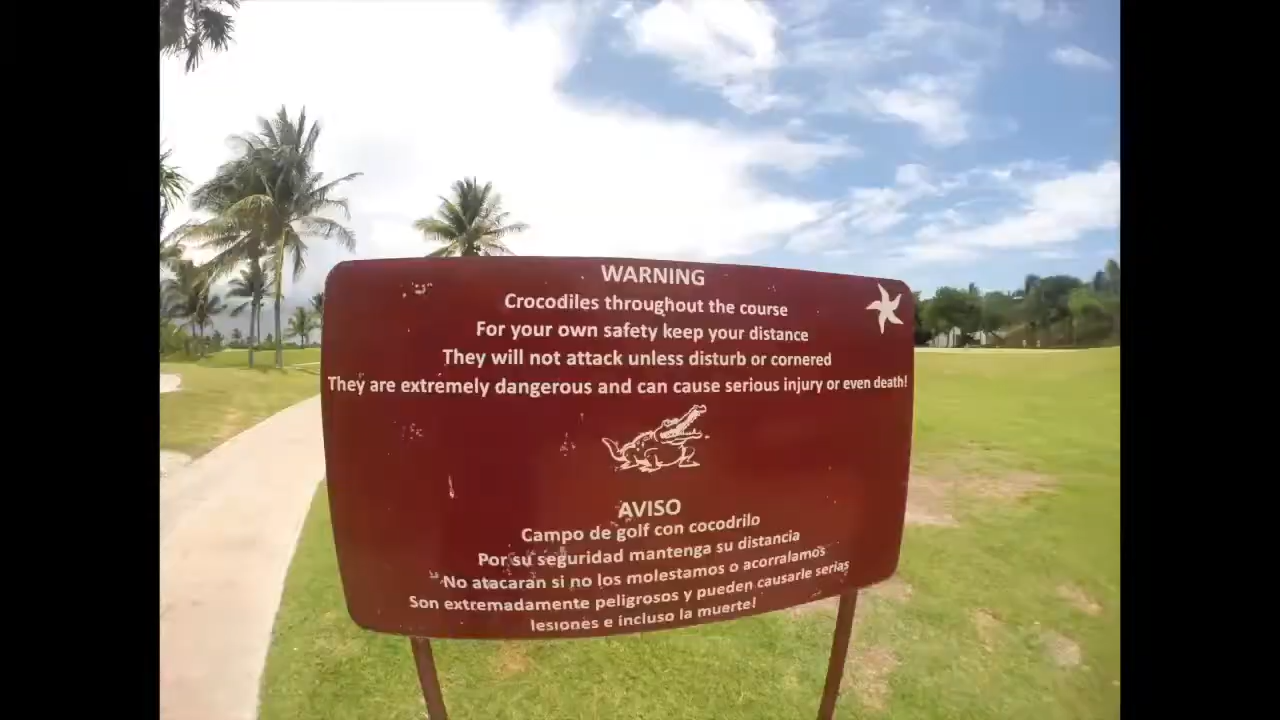 WARNING
Crocodiles throughout the course
For your own safety keep your distance
They will not attack unless disturb or cornered
They are extremely dangerous and can cause serious injury or even death!
AVISO
Campo de golf con cocodrilo
Por su seguridad mantenga su distancia
No atacaran si no los molestamos o acorralamos
Son extremadamente peligrosos y pueden causarle serias
lesiones e incluso la muerte!